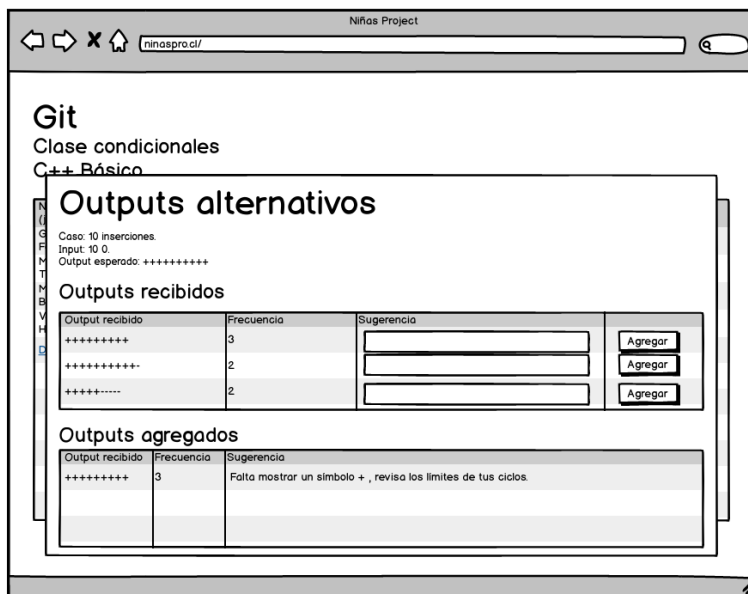 Niñas Project
ninaspro.cl/
Git
Clase condicionales
C++ Básico
Outputs alternativos
Caso: 10 inserciones.
Input: 10 0.
Output esperado: ++++++++++
Outputs recibidos
Output recibido Frecuencia Sugerencia
+++++++++ 3 Agregar
++++++++++- 2 Agregar
+++++----- 2 Agregar
Outputs agregados
Output recibido Frecuencia Sugerencia
+++++++++ 3 Falta mostrar un símbolo + , revisa los límites de tus ciclos.